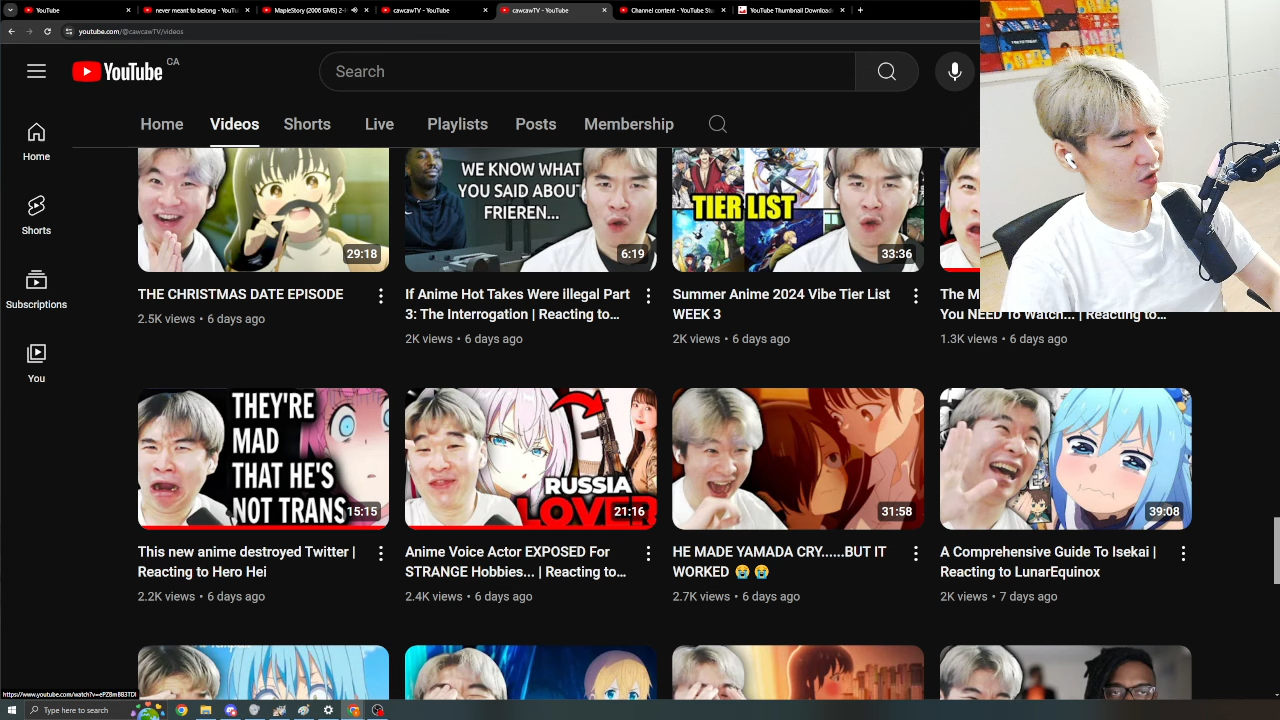 YouTube
never meant to belong - YouTu
MapleStory (2006 GMS) 2-
cawcawTV - YouTube
cawcawTV - YouTube
Channel content - YouTube Stu
YouTube Thumbnail Download
youtube.com/@cawcawTV/videos
YouTube CA
Search
Home
Videos
Shorts
Live
Playlists
Posts
Membership
Home
Shorts
Subscriptions
You
29:18
WE KNOW WHAT
YOU SAID ABOUT
FRIEREN...
6:19
TIER LIST
33:36
THE CHRISTMAS DATE EPISODE
2.5K views • 6 days ago
If Anime Hot Takes Were illegal Part
3: The Interrogation | Reacting to…
2K views • 6 days ago
Summer Anime 2024 Vibe Tier List
WEEK 3
2K views • 6 days ago
The M
You NEED To Watch... | Reacting to…
1.3K views • 6 days ago
THEY'RE
MAD
THAT HE'S
NOT TRANS
15:15
RUSSIA
LOVER
21:16
31:58
39:08
This new anime destroyed Twitter |
Reacting to Hero Hei
2.2K views • 6 days ago
Anime Voice Actor EXPOSED For
STRANGE Hobbies... | Reacting to…
2.4K views • 6 days ago
HE MADE YAMADA CRY......BUT IT
WORKED 😭 😭
2.7K views • 6 days ago
A Comprehensive Guide To Isekai |
Reacting to LunarEquinox
2K views • 7 days ago
Type here to search